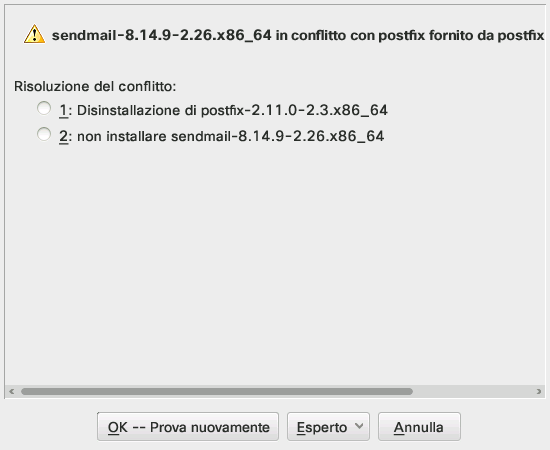 sendmail-8.14.9-2.26.x86_64 in conflitto con postfix fornito da postfix
Risoluzione del conflitto:
1: Disinstallazione di postfix-2.11.0-2.3.x86_64
2: non installare sendmail-8.14.9-2.26.x86_64
OK -- Prova nuovamente Esperto Annulla